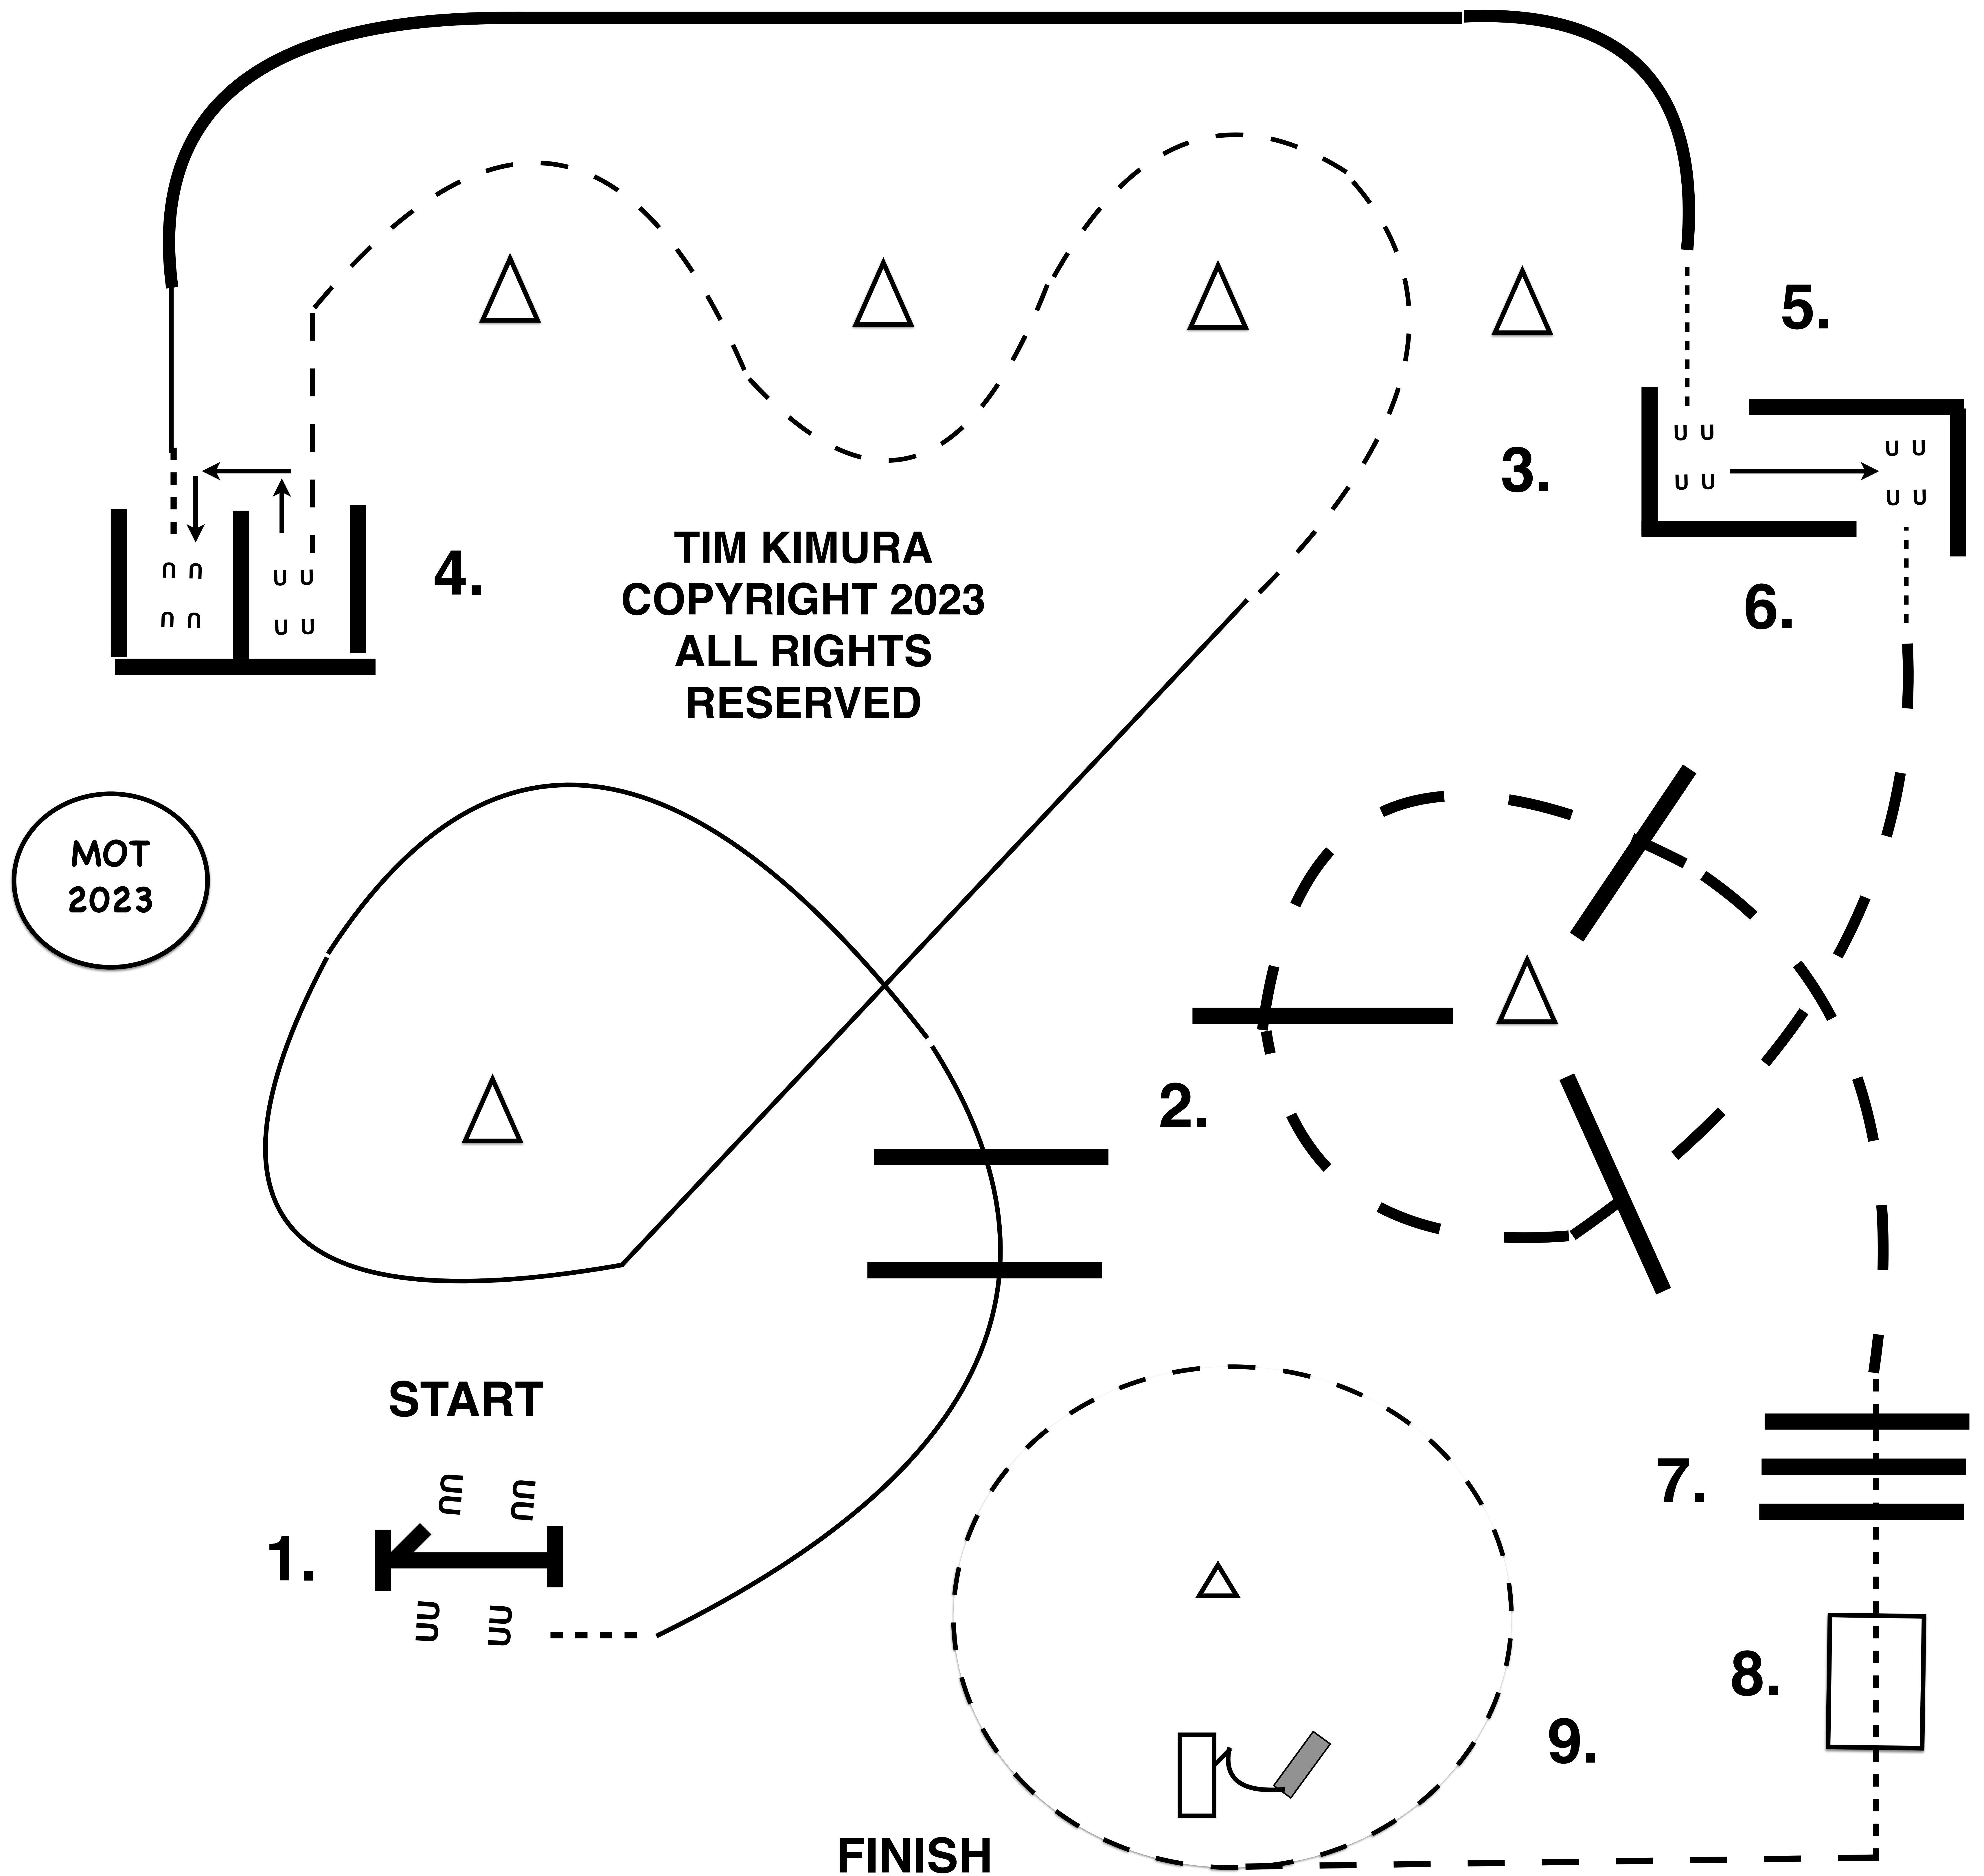 5.
3.
TIM KIMURA
COPYRIGHT 2023
ALL RIGHTS
RESERVED
4.
6.
MOT
2023
2.
START
1.
7.
8.
9.
FINISH